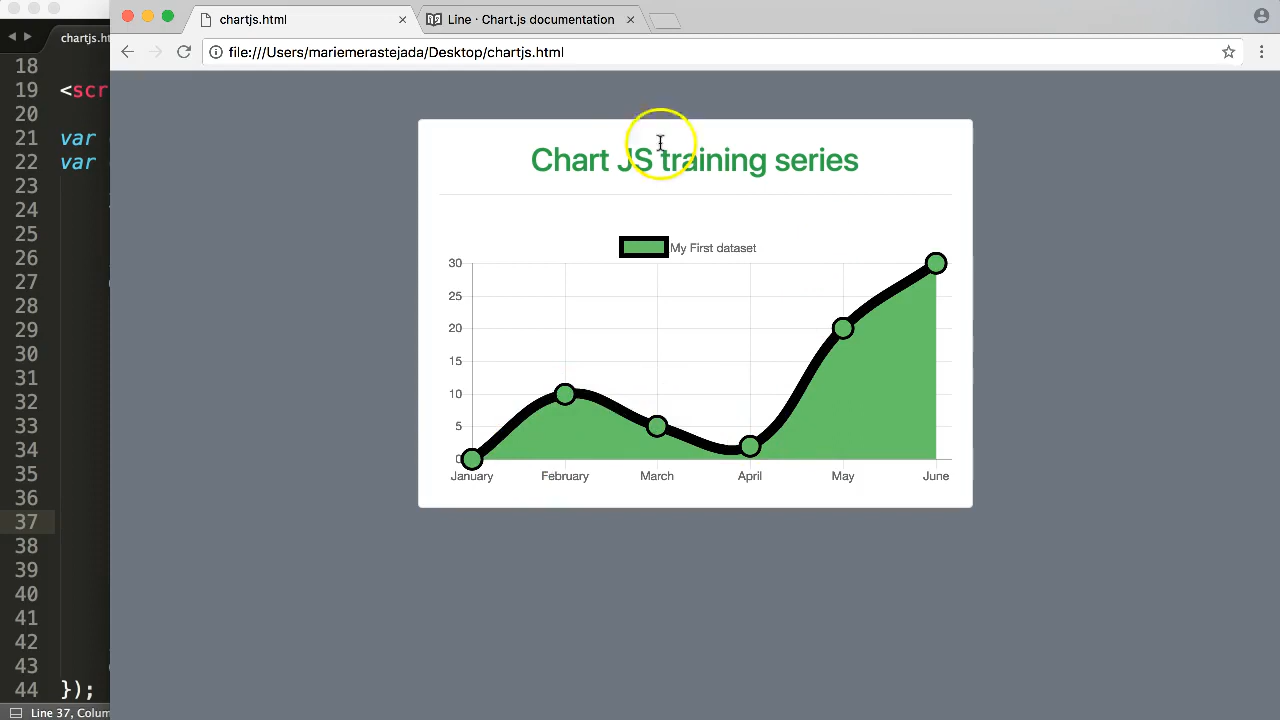 chartjs.html
Line · Chart.js cocumentation
file:///Users/mariemerastejada/Desktop/chartjs.html
chartjs.ht
18
19 <scr
20
21 var
22 var
23
24
25
26
27
28
29
30
31
32
33
34
35
36
37
38
39
40
41
42
43
44 });
Line 37, Colum
Chart JS training series
My First dataset
30
25
20
15
10
5
0
January February March April May June